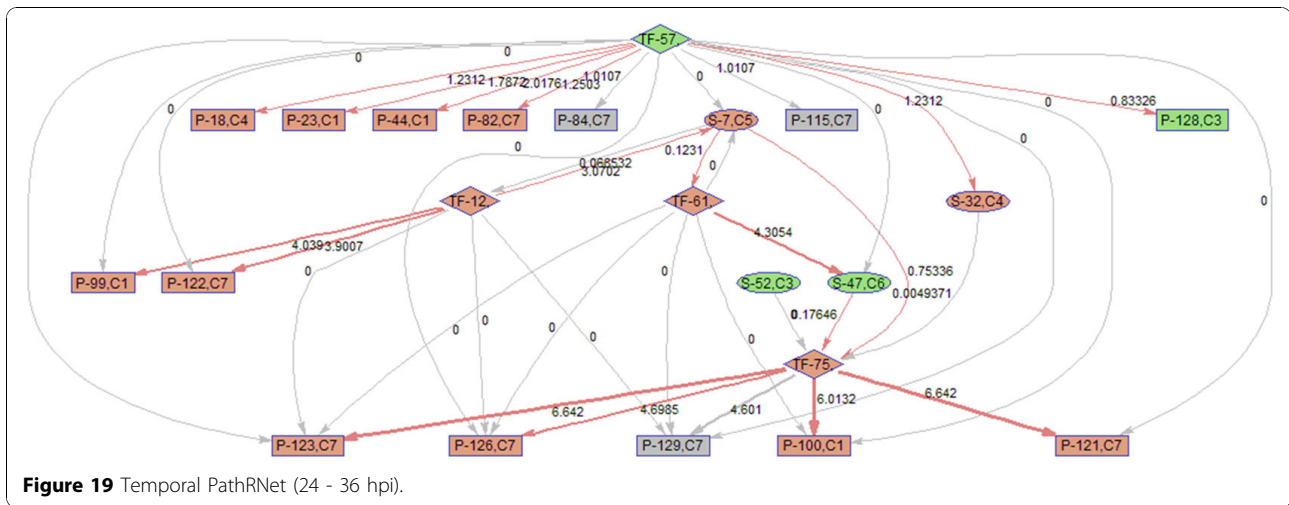 TF-57,
0
0
1.0107
0
1.2312
1.7872
2.0176
1.2503
1.0107
0
0
1.2312
0
0.83326
P-18,C4
P-23,C1
P-44,C1
P-82,C7
P-84,C7
S-7,C5
P-115,C7
P-128,C3
0
0
0.1231
0.066532
3.0702
0
TF-12,
TF-61,
S-32,C4
0
4.3054
4.039
3.9007
0
0
0.75336
P-99,C1
P-122,C7
S-52,C3
S-47,C6
0.0049371
0
0.17646
0
0
0
0
0
TF-75,
6.642
4.6985
4.601
6.0132
6.642
P-123,C7
P-126,C7
P-129,C7
P-100,C1
P-121,C7
Figure 19 Temporal PathRNet (24 - 36 hpi).